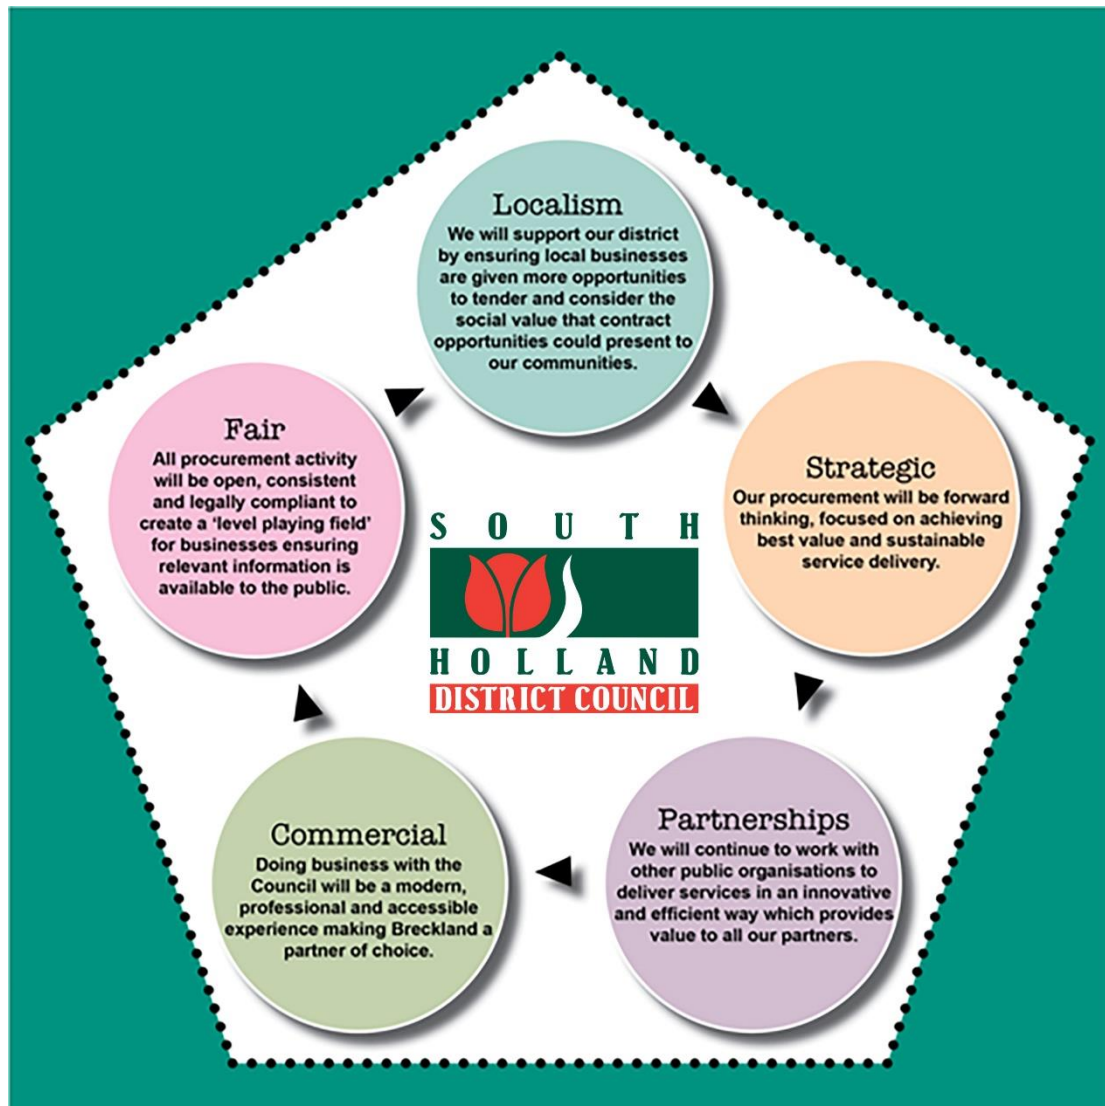 Localism
We will support our district
by ensuring local businesses
are given more opportunities
to tender and consider the
social value that contract
opportunities could present to
our communities.
Strategic
Our procurement will be forward
thinking, focused on achieving
best value and sustainable
service delivery.
Partnerships
We will continue to work with
other public organisations to
deliver services in an innovative
and efficient way which provides
value to all our partners.
Commercial
Doing business with the
Council will be a modern,
professional and accessible
experience making Breckland a
partner of choice.
Fair
All procurement activity
will be open, consistent
and legally compliant to
create a ‘level playing field’
for businesses ensuring
relevant information is
available to the public.
SOUTH
HOLLAND
DISTRICT COUNCIL